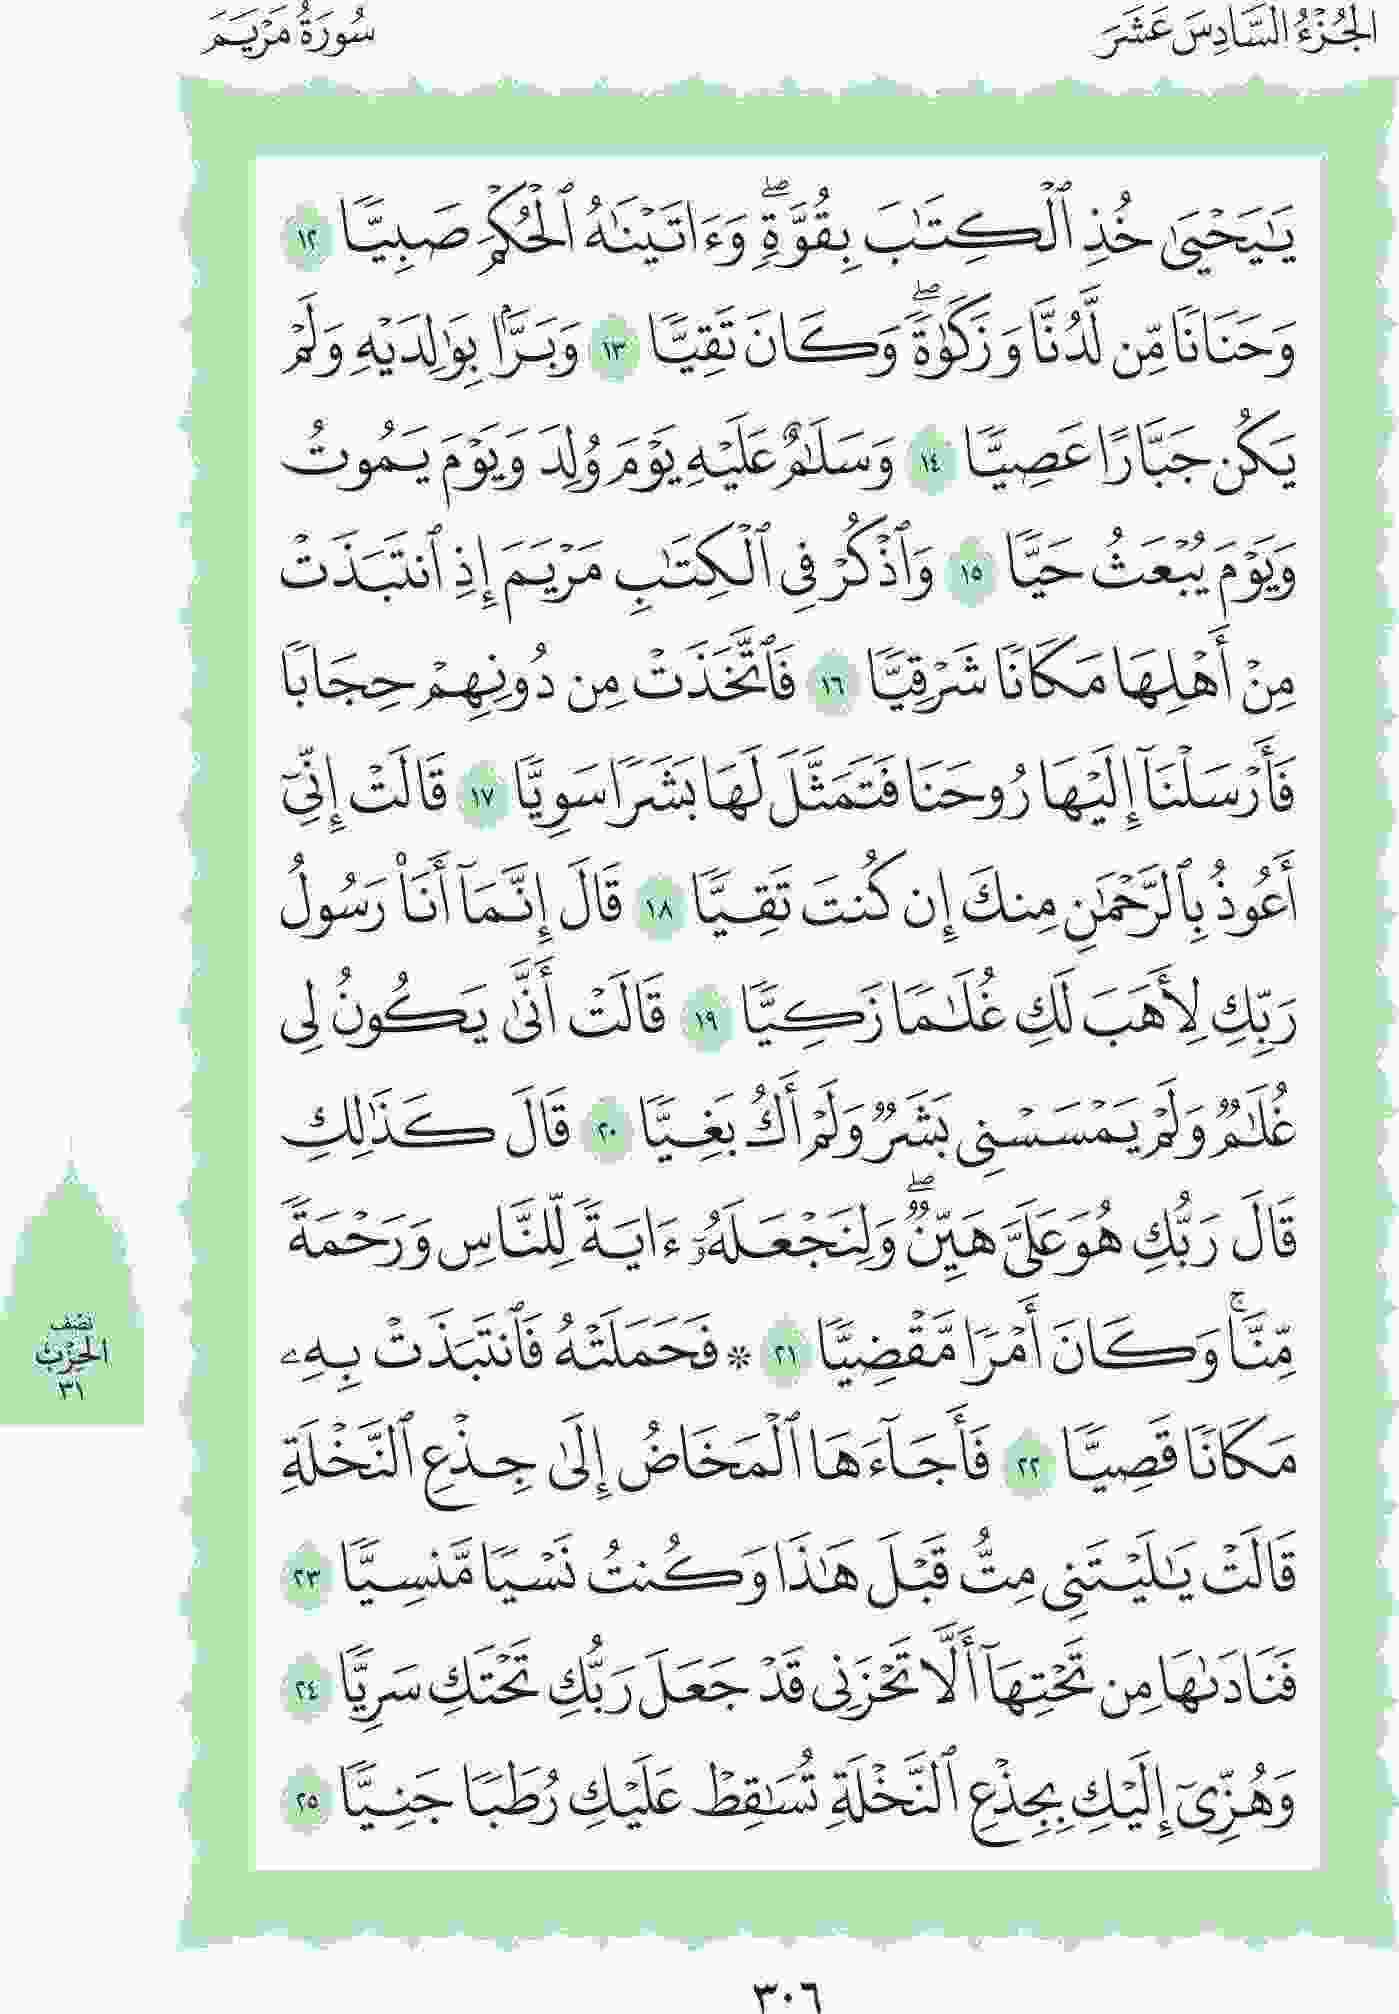 الجُزْءُ السَّادِسَ عَشَرَ
سُورَةُ مَرْيَمَ
يَـٰيَحْيَىٰ خُذِ ٱلْكِتَـٰبَ بِقُوَّةٍۖ وَءَاتَيْنَـٰهُ ٱلْحُكْمَ صَبِيًّا ١٢
وَحَنَانًا مِّن لَّدُنَّا وَزَكَوٰةًۖ وَكَانَ تَقِيًّا ١٣ وَبَرًّۢا بِوَٰلِدَيْهِ وَلَمْ
يَكُن جَبَّارًا عَصِيًّا ١٤ وَسَلَـٰمٌ عَلَيْهِ يَوْمَ وُلِدَ وَيَوْمَ يَمُوتُ
وَيَوْمَ يُبْعَثُ حَيًّا ١٥ وَٱذْكُرْ فِى ٱلْكِتَـٰبِ مَرْيَمَ إِذِ ٱنتَبَذَتْ
مِنْ أَهْلِهَا مَكَانًا شَرْقِيًّا ١٦ فَٱتَّخَذَتْ مِن دُونِهِمْ حِجَابًا
فَأَرْسَلْنَآ إِلَيْهَا رُوحَنَا فَتَمَثَّلَ لَهَا بَشَرًا سَوِيًّا ١٧ قَالَتْ إِنِّىٓ
أَعُوذُ بِٱلرَّحْمَـٰنِ مِنكَ إِن كُنتَ تَقِيًّا ١٨ قَالَ إِنَّمَآ أَنَا۠ رَسُولُ
رَبِّكِ لِأَهَبَ لَكِ غُلَـٰمًا زَكِيًّا ١٩ قَالَتْ أَنَّىٰ يَكُونُ لِى
غُلَـٰمٌ وَلَمْ يَمْسَسْنِى بَشَرٌ وَلَمْ أَكُ بَغِيًّا ٢٠ قَالَ كَذَٰلِكِ
قَالَ رَبُّكِ هُوَ عَلَىَّ هَيِّنٌۖ وَلِنَجْعَلَهُۥٓ ءَايَةً لِّلنَّاسِ وَرَحْمَةً
مِّنَّاۚ وَكَانَ أَمْرًا مَّقْضِيًّا ٢١ * فَحَمَلَتْهُ فَٱنتَبَذَتْ بِهِۦ
مَكَانًا قَصِيًّا ٢٢ فَأَجَآءَهَا ٱلْمَخَاضُ إِلَىٰ جِذْعِ ٱلنَّخْلَةِ
قَالَتْ يَـٰلَيْتَنِى مِتُّ قَبْلَ هَـٰذَا وَكُنتُ نَسْيًا مَّنسِيًّا ٢٣
فَنَادَىٰهَا مِن تَحْتِهَآ أَلَّا تَحْزَنِى قَدْ جَعَلَ رَبُّكِ تَحْتَكِ سَرِيًّا ٢٤
وَهُزِّىٓ إِلَيْكِ بِجِذْعِ ٱلنَّخْلَةِ تُسَـٰقِطْ عَلَيْكِ رُطَبًا جَنِيًّا ٢٥
نصف
الحزب
٣١
٣٠٦